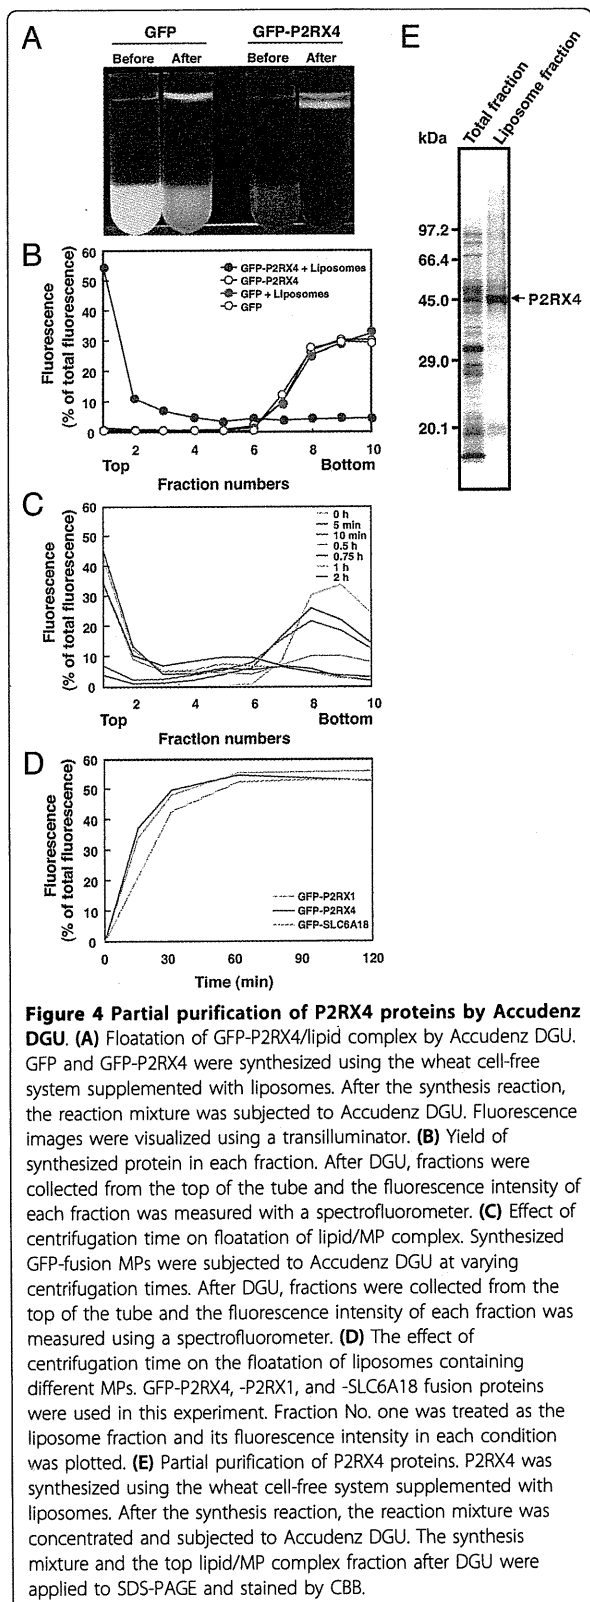 A
GFP
GFP-P2RX4
Before After
Before After
E
Total fraction
Liposome fraction
kDa
97.2
66.4
45.0
P2RX4
29.0
20.1
B
Fluorescence
(% of total fluorescence)
60
50
40
30
20
10
0
GFP-P2RX4 + Liposomes
GFP-P2RX4
GFP + Liposomes
GFP
2 4 6 8 10
Top Bottom
Fraction numbers
C
Fluorescence
(% of total fluorescence)
60
50
40
30
20
10
0
0 h
5 min
10 min
0.5 h
0.75 h
1 h
2 h
2 4 6 8 10
Top Bottom
Fraction numbers
D
Fluorescence
(% of total fluorescence)
60
50
40
30
20
10
0
GFP-P2RX1
GFP-P2RX4
GFP-SLC6A18
0 30 60 90 120
Time (min)
Figure 4 Partial purification of P2RX4 proteins by Accudenz
DGU. (A) Floatation of GFP-P2RX4/lipid complex by Accudenz DGU.
GFP and GFP-P2RX4 were synthesized using the wheat cell-free
system supplemented with liposomes. After the synthesis reaction,
the reaction mixture was subjected to Accudenz DGU. Fluorescence
images were visualized using a transilluminator. (B) Yield of
synthesized protein in each fraction. After DGU, fractions were
collected from the top of the tube and the fluorescence intensity of
each fraction was measured with a spectrofluorometer. (C) Effect of
centrifugation time on floatation of lipid/MP complex. Synthesized
GFP-fusion MPs were subjected to Accudenz DGU at varying
centrifugation times. After DGU, fractions were collected from the
top of the tube and the fluorescence intensity of each fraction was
measured using a spectrofluorometer. (D) The effect of
centrifugation time on the floatation of liposomes containing
different MPs. GFP-P2RX4, -P2RX1, and -SLC6A18 fusion proteins
were used in this experiment. Fraction No. one was treated as the
liposome fraction and its fluorescence intensity in each condition
was plotted. (E) Partial purification of P2RX4 proteins. P2RX4 was
synthesized using the wheat cell-free system supplemented with
liposomes. After the synthesis reaction, the reaction mixture was
concentrated and subjected to Accudenz DGU. The synthesis
mixture and the top lipid/MP complex fraction after DGU were
applied to SDS-PAGE and stained by CBB.